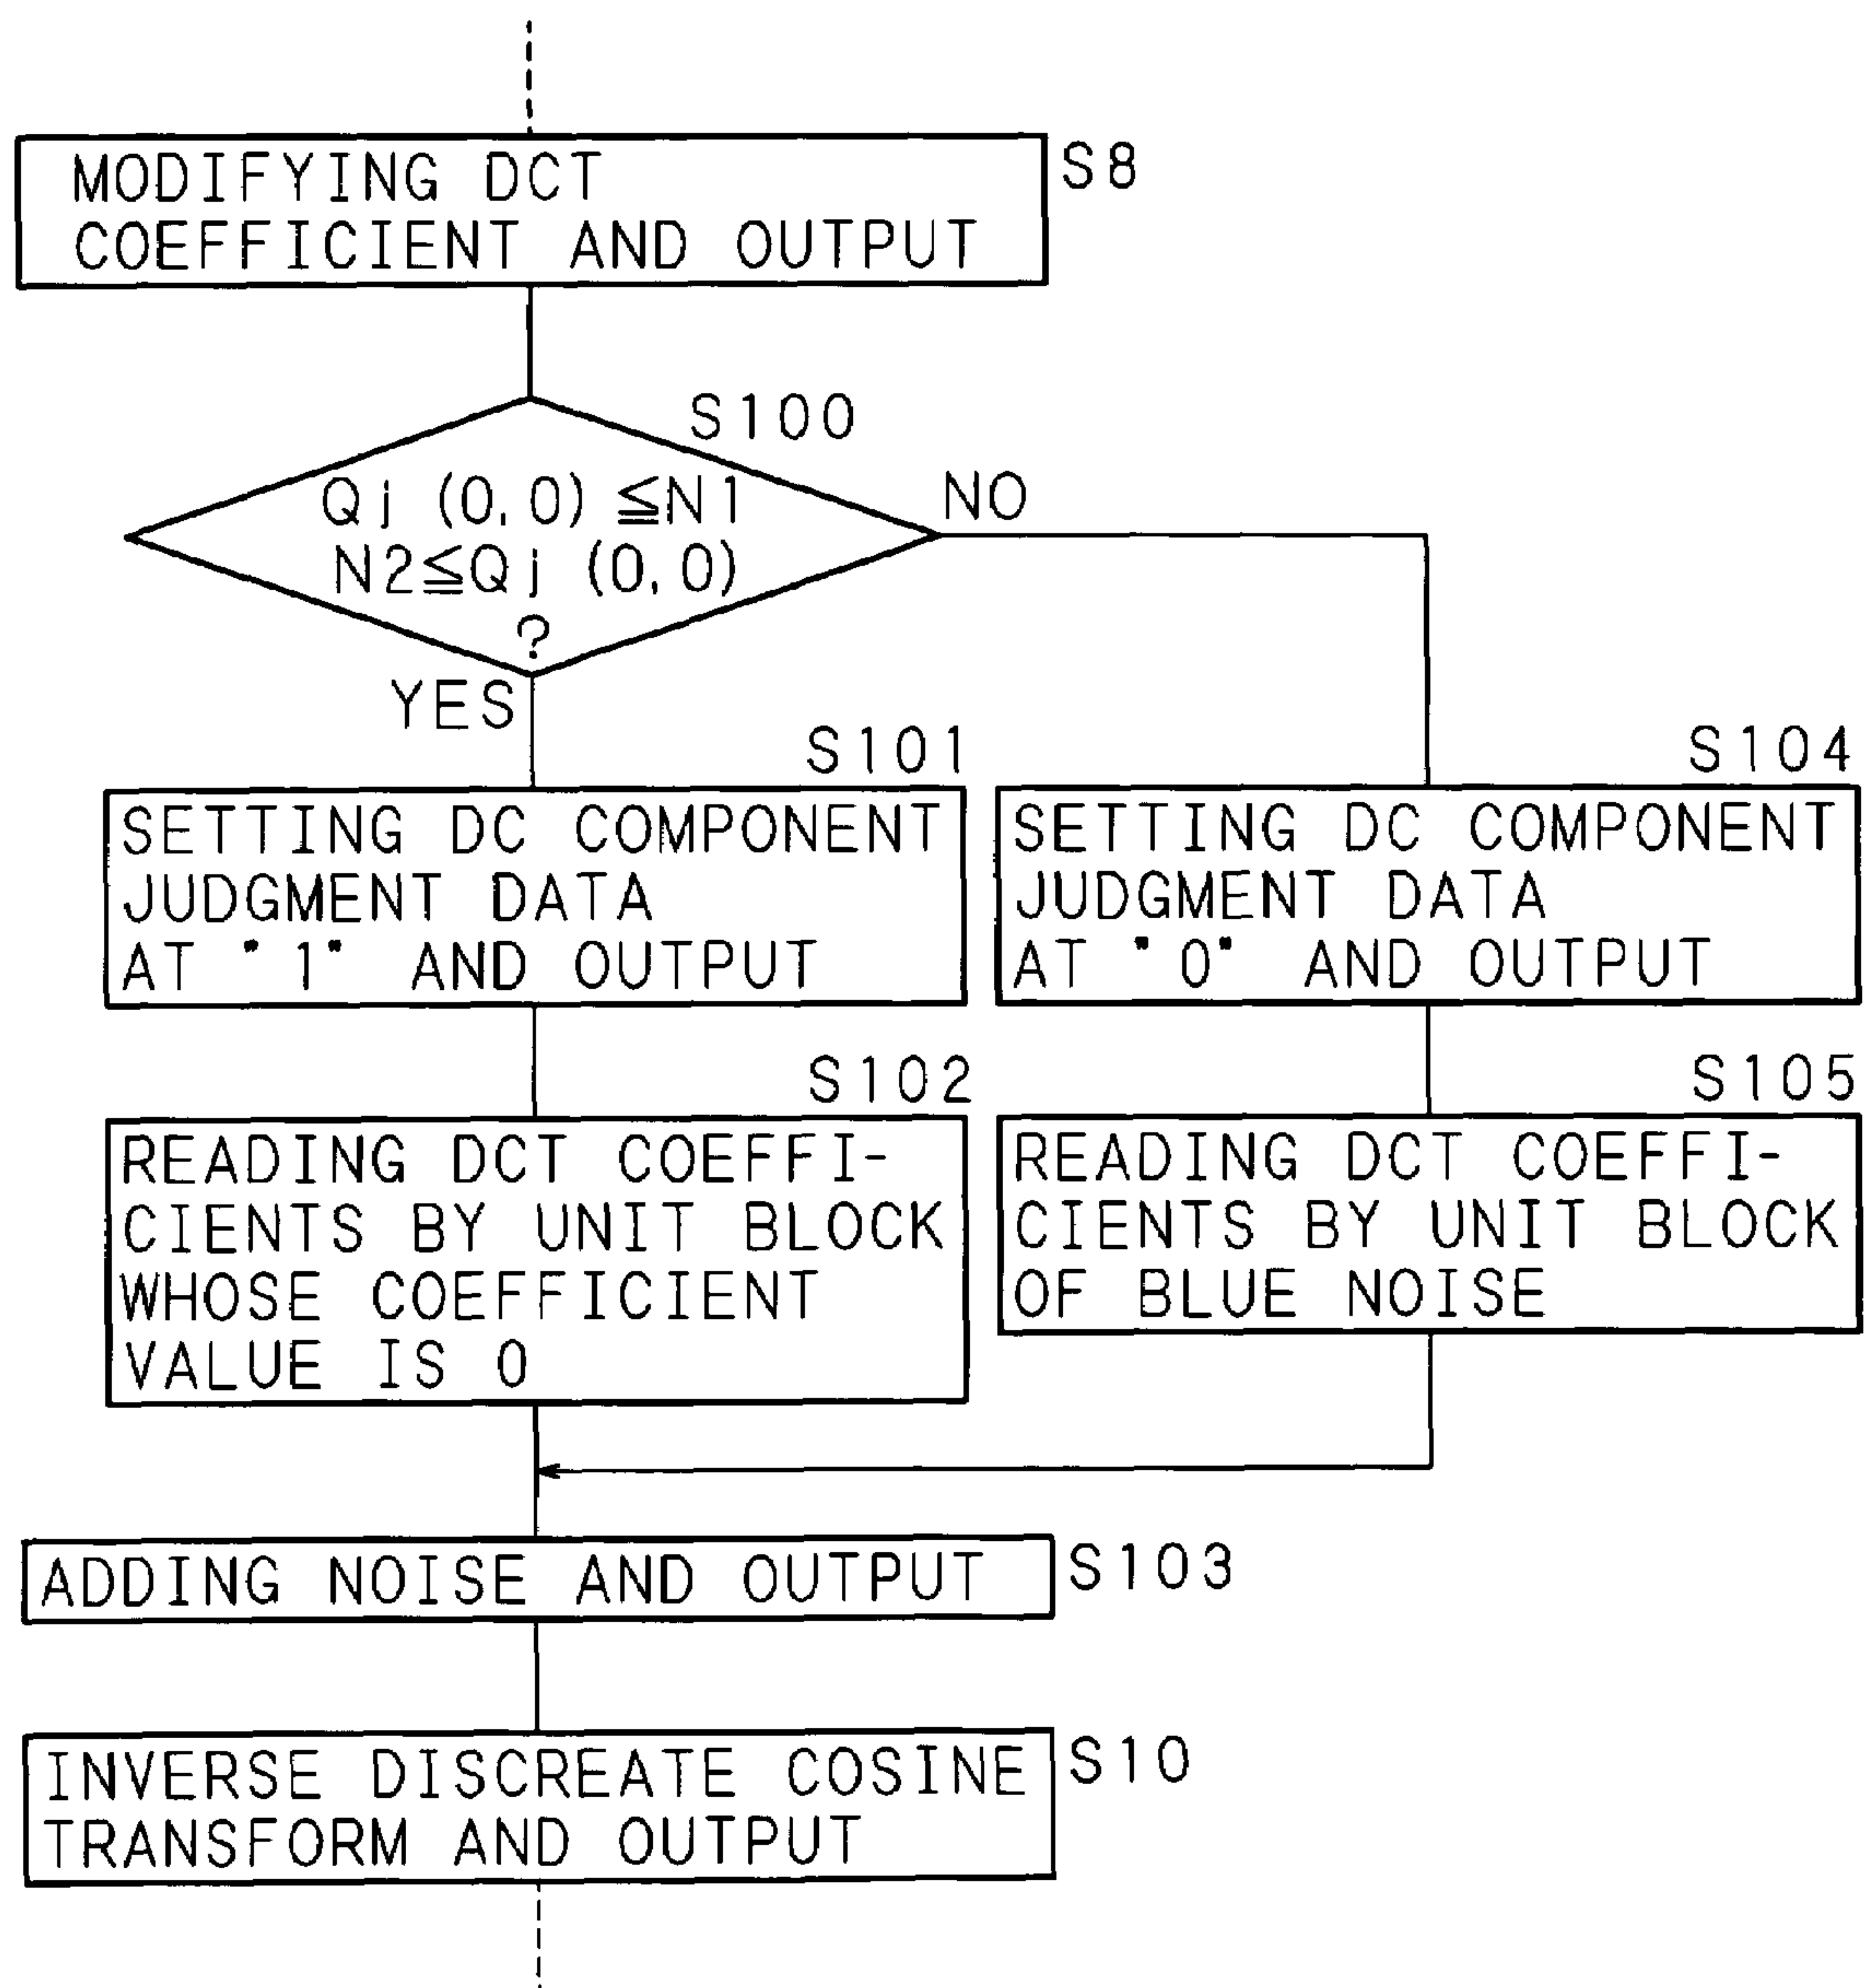 MODIFYING DCT
COEFFICIENT AND OUTPUT
S8
S100
Qj (0,0) ≦N1
N2≦Qj (0,0)
?
NO
YES
S101
SETTING DC COMPONENT
JUDGMENT DATA
AT "1" AND OUTPUT
S104
SETTING DC COMPONENT
JUDGMENT DATA
AT "0" AND OUTPUT
S102
READING DCT COEFFI-
CIENTS BY UNIT BLOCK
WHOSE COEFFICIENT
VALUE IS 0
S105
READING DCT COEFFI-
CIENTS BY UNIT BLOCK
OF BLUE NOISE
ADDING NOISE AND OUTPUT
S103
INVERSE DISCREATE COSINE
TRANSFORM AND OUTPUT
S10